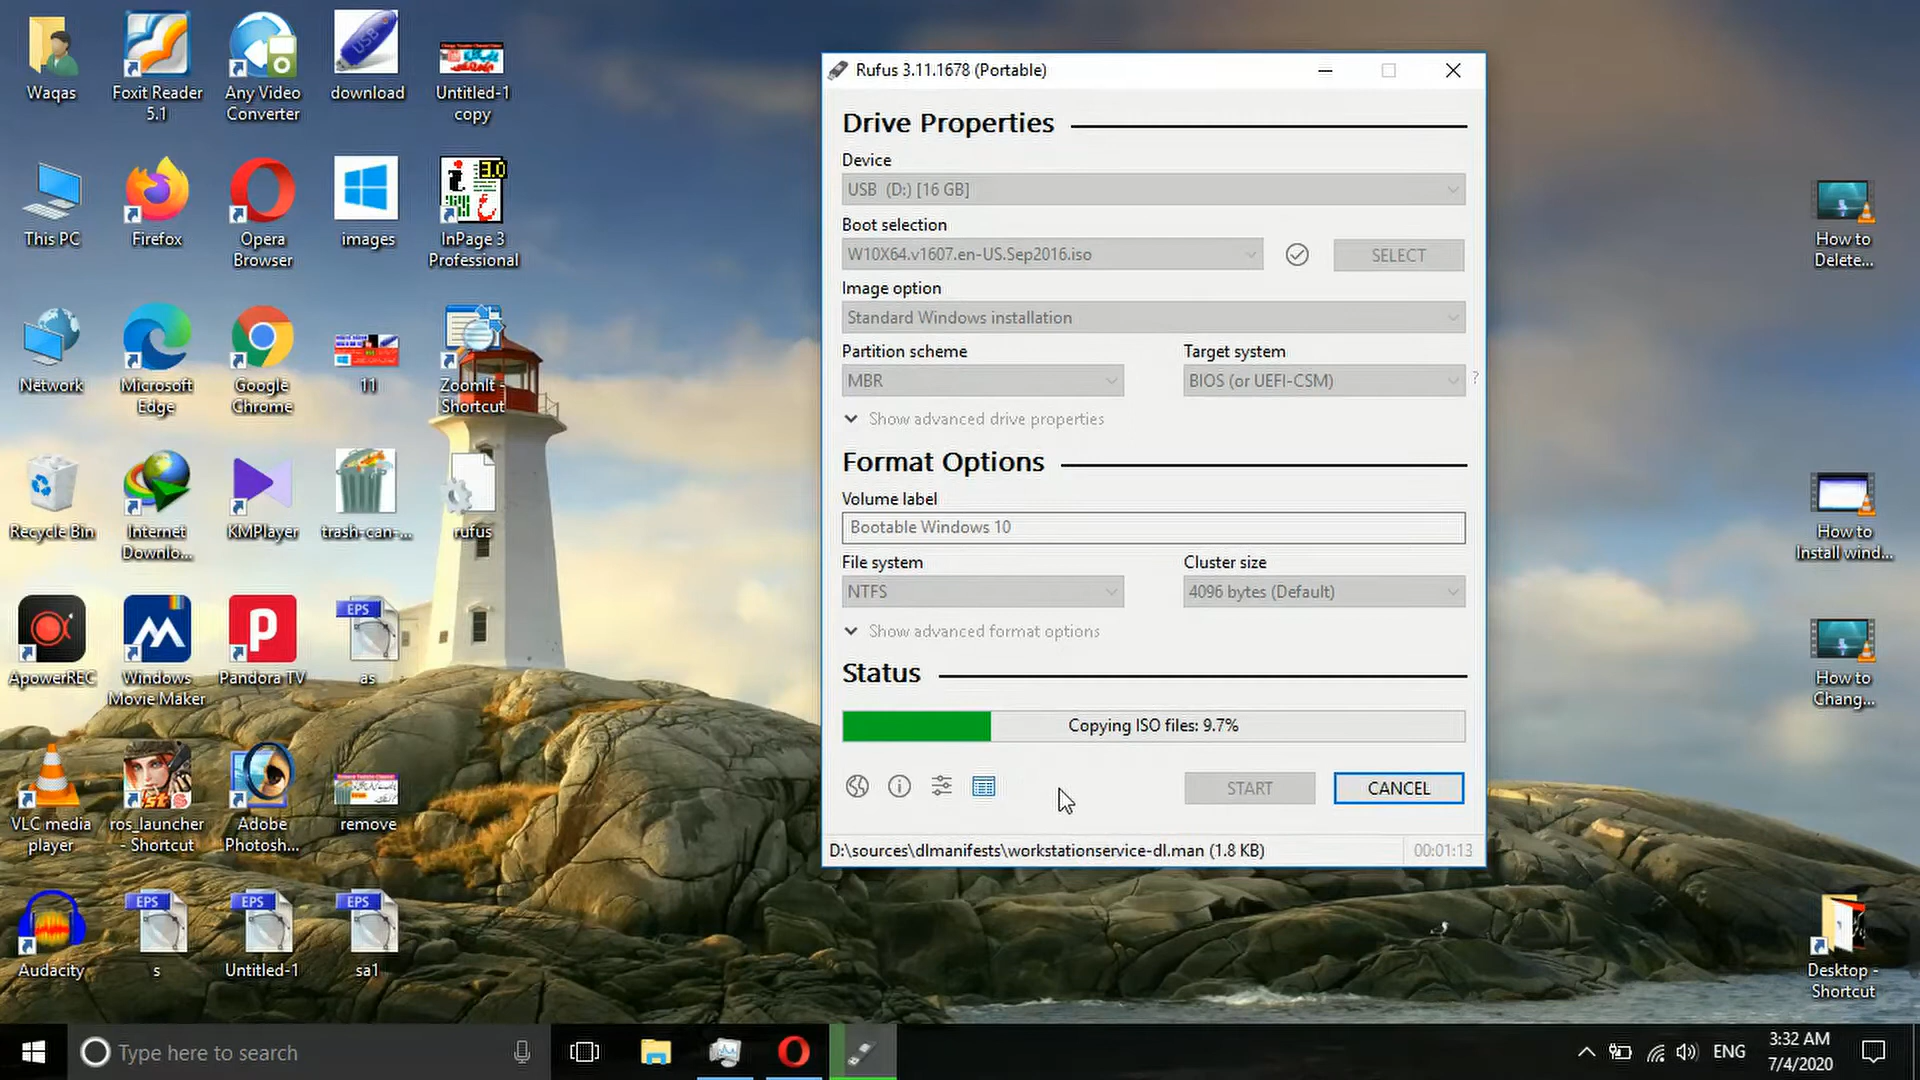 Waqas
Foxit Reader
5.1
Any Video
Converter
download
Untitled-1
copy
This PC
Firefox
Opera
Browser
images
InPage 3
Professional
Network
Microsoft
Edge
Google
Chrome
11
ZoomIt -
Shortcut
Recycle Bin
Internet
Downlo...
KMPlayer
trash-can-...
rufus
ApowerREC
Windows
Movie Maker
Pandora TV
EPS
as
VLC media
player
ros_launcher
- Shortcut
Adobe
Photosh...
remove
Audacity
EPS
s
EPS
Untitled-1
EPS
sa1
Rufus 3.11.1678 (Portable)
Drive Properties
Device
USB (D:) [16 GB]
Boot selection
W10X64.v1607.en-US.Sep2016.iso
SELECT
Image option
Standard Windows installation
Partition scheme
Target system
MBR
BIOS (or UEFI-CSM)
?
Show advanced drive properties
Format Options
Volume label
Bootable Windows 10
File system
Cluster size
NTFS
4096 bytes (Default)
Show advanced format options
Status
Copying ISO files: 9.7%
START
CANCEL
D:\sources\dlmanifests\workstationservice-dl.man (1.8 KB)
00:01:13
How to
Delete...
How to
Install wind...
How to
Chang...
Desktop -
Shortcut
Type here to search
ENG
3:32 AM
7/4/2020